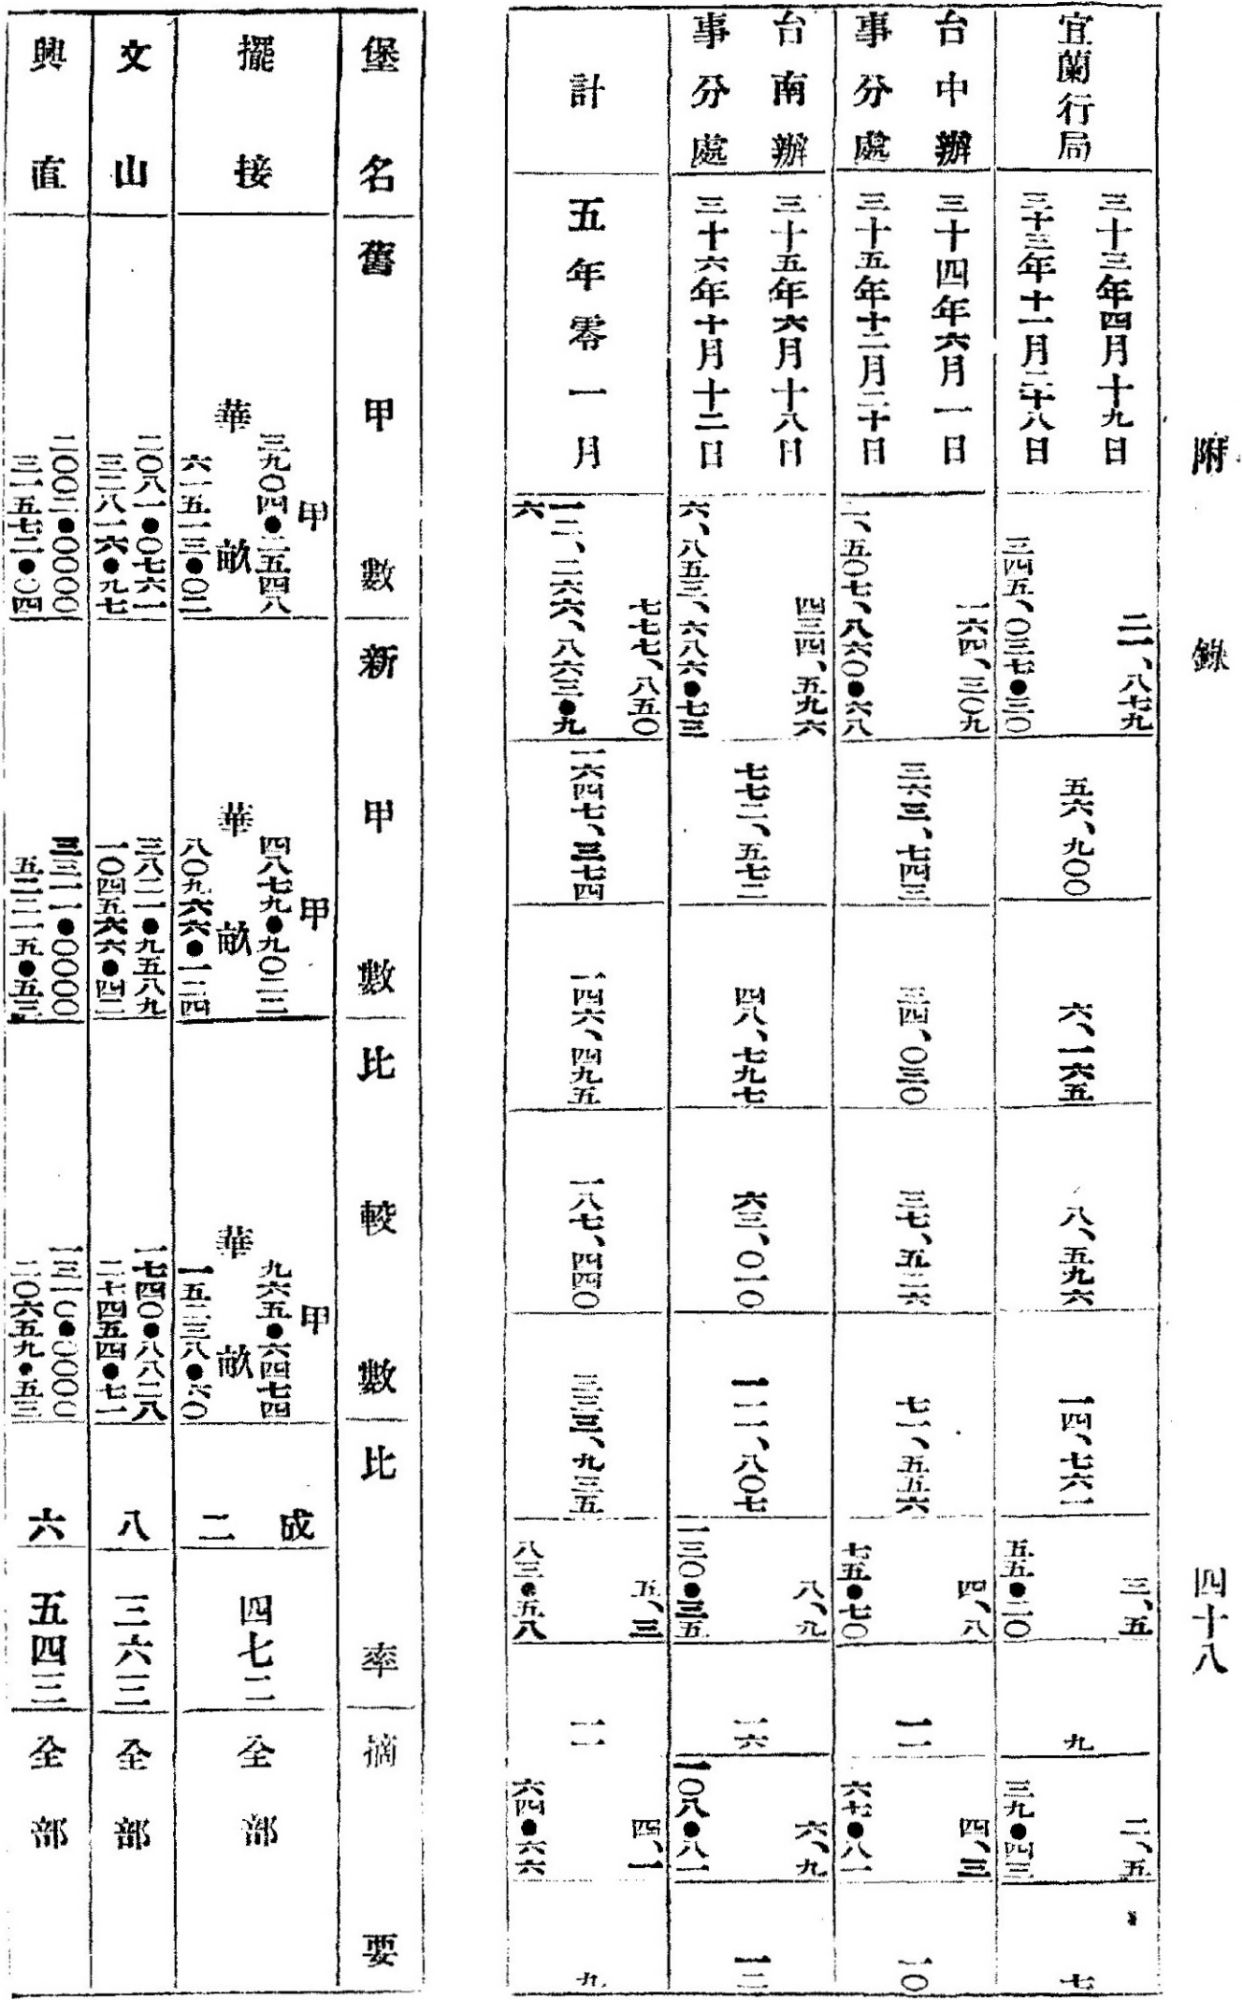 附錄
四十八
宜蘭行局
三十三年四月十九日
三十三年十一月二十八日
二一、八七九
三四五、〇三七●三〇
五六、九〇〇
六、一六五
八、五九六
一四、七六一
三、五
五五●二〇
九
二、五
三九●四三
七
台中辦
事分處
三十四年六月一日
三十五年十二月二十日
一六四、三〇九
二、五〇七、八六〇●六八
三六三、七四三
三四、〇三〇
三七、五二六
七一、五五六
四、八
七五●七〇
一一
四、三
六七●八一
一〇
台南辦
事分處
三十五年六月十八日
三十六年十月十二日
四三四、五九六
六、八五三、六八六●七三
七七二、五七二
四八、七九七
六三、〇一〇
一一一、八〇七
八、九
一三〇●三五
一六
六、九
一〇八●八一
一三
計
五年零一月
七七七、八五〇
一二、二六六、八六三●九
六
一六四七、三七四
一四六、四九五
一八七、四四〇
三三三、九三五
五、三
八三●五八
一一
四、一
六四●六六
九
堡名
舊甲數
新甲數
比較數
比率
摘要
擺接
甲
三九〇四●二五四八
華畝
六一五一三●〇二
甲
四八七九●九〇二二
華畝
八〇九六六●一二四
甲
九六五●六四七四
華畝
一五二三八●六〇
成
二
四七二
全部
文山
二〇八一●〇七六一
三二八一六●九七
三八二一●九五八九
一〇四五六六●四二
一七四〇●八八二八
二七四五四●七一
八
三六三
全部
興直
二〇〇二●〇〇〇〇
三一五七二●〇四
三三一一●〇〇〇〇
五二二一五●五三
一三一〇●〇〇〇〇
二〇六五九●五三
六
五四三
全部